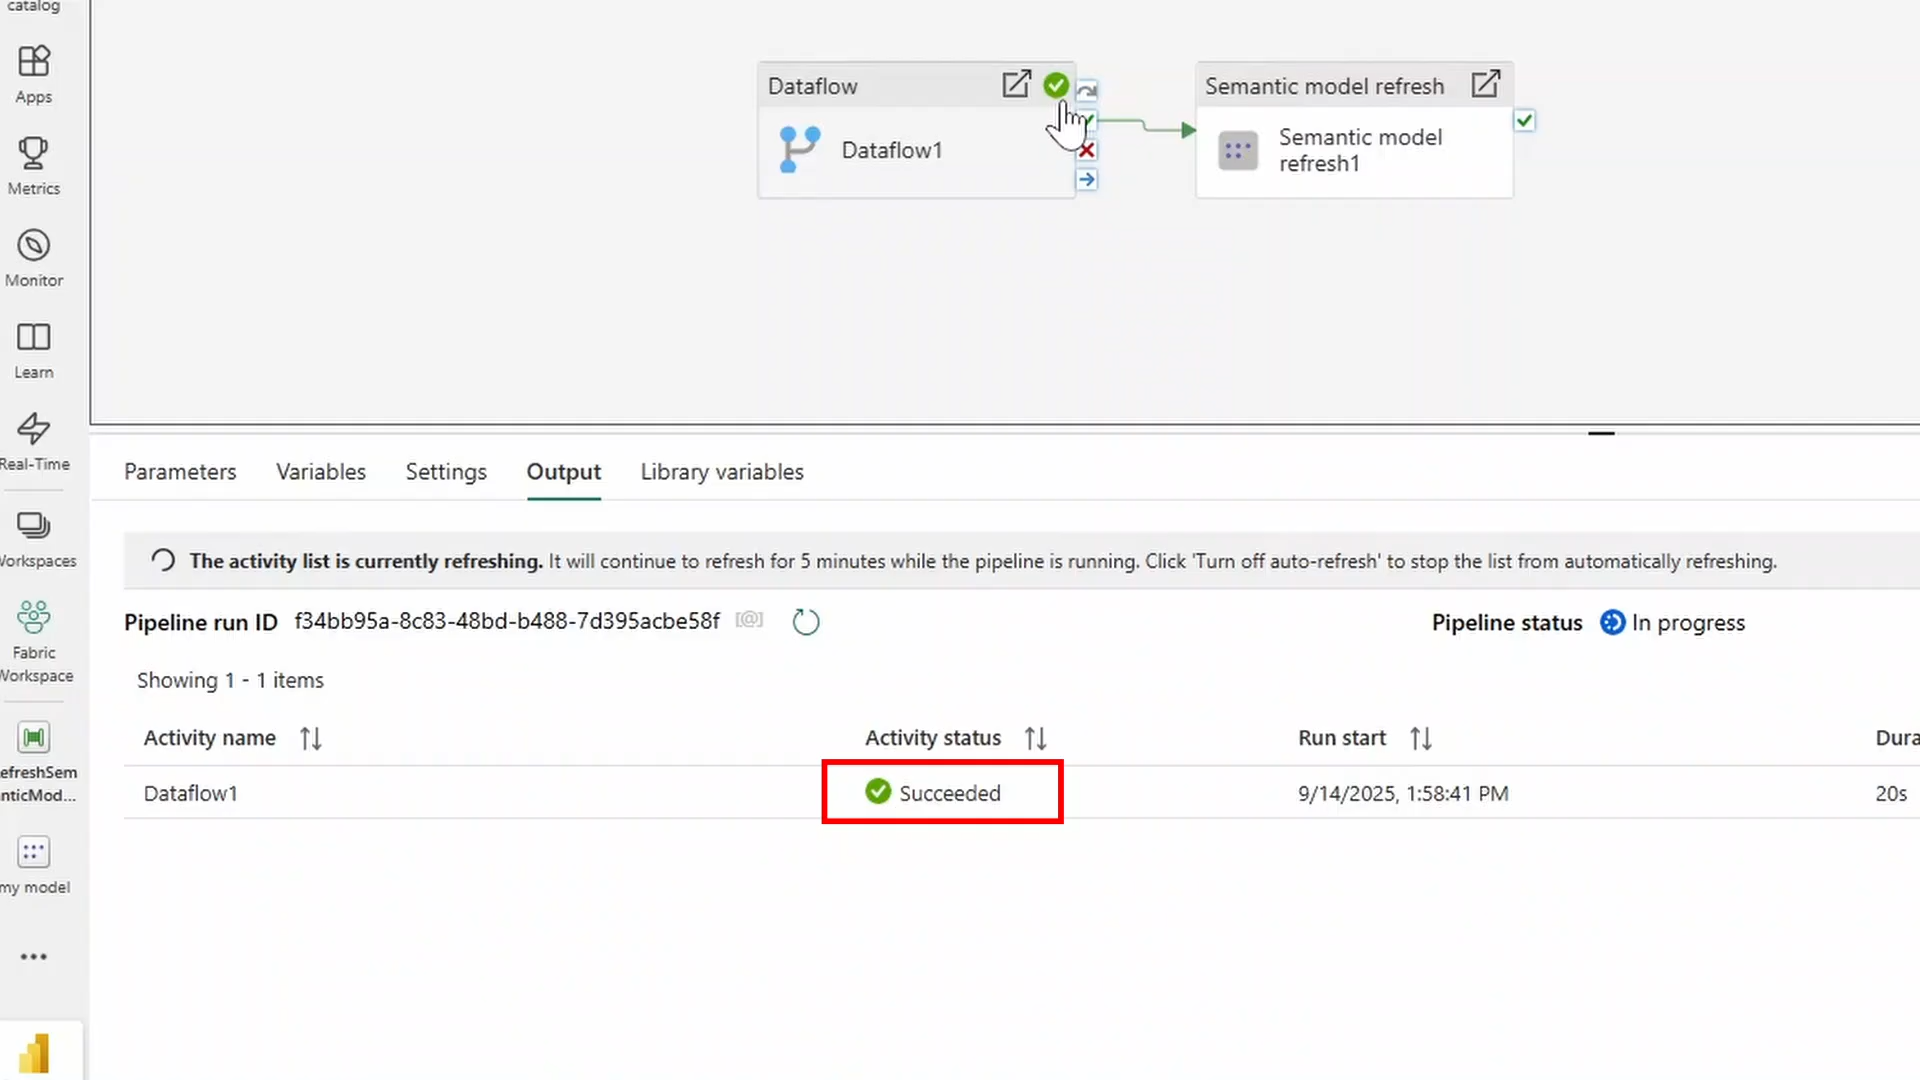 catalog
Apps
Metrics
Monitor
Learn
Real-Time
Vorkspaces
Fabric
Vorkspace
efreshSem
nticMod...
my model
Dataflow
Dataflow1
Semantic model refresh
Semantic model
refresh1
Parameters Variables Settings Output Library variables
The activity list is currently refreshing. It will continue to refresh for 5 minutes while the pipeline is running. Click 'Turn off auto-refresh' to stop the list from automatically refreshing.
Pipeline run ID f34bb95a-8c83-48bd-b488-7d395acbe58f [@] Pipeline status In progress
Showing 1 - 1 items
Activity name Activity status Run start Dura
Dataflow1 Succeeded 9/14/2025, 1:58:41 PM 20s